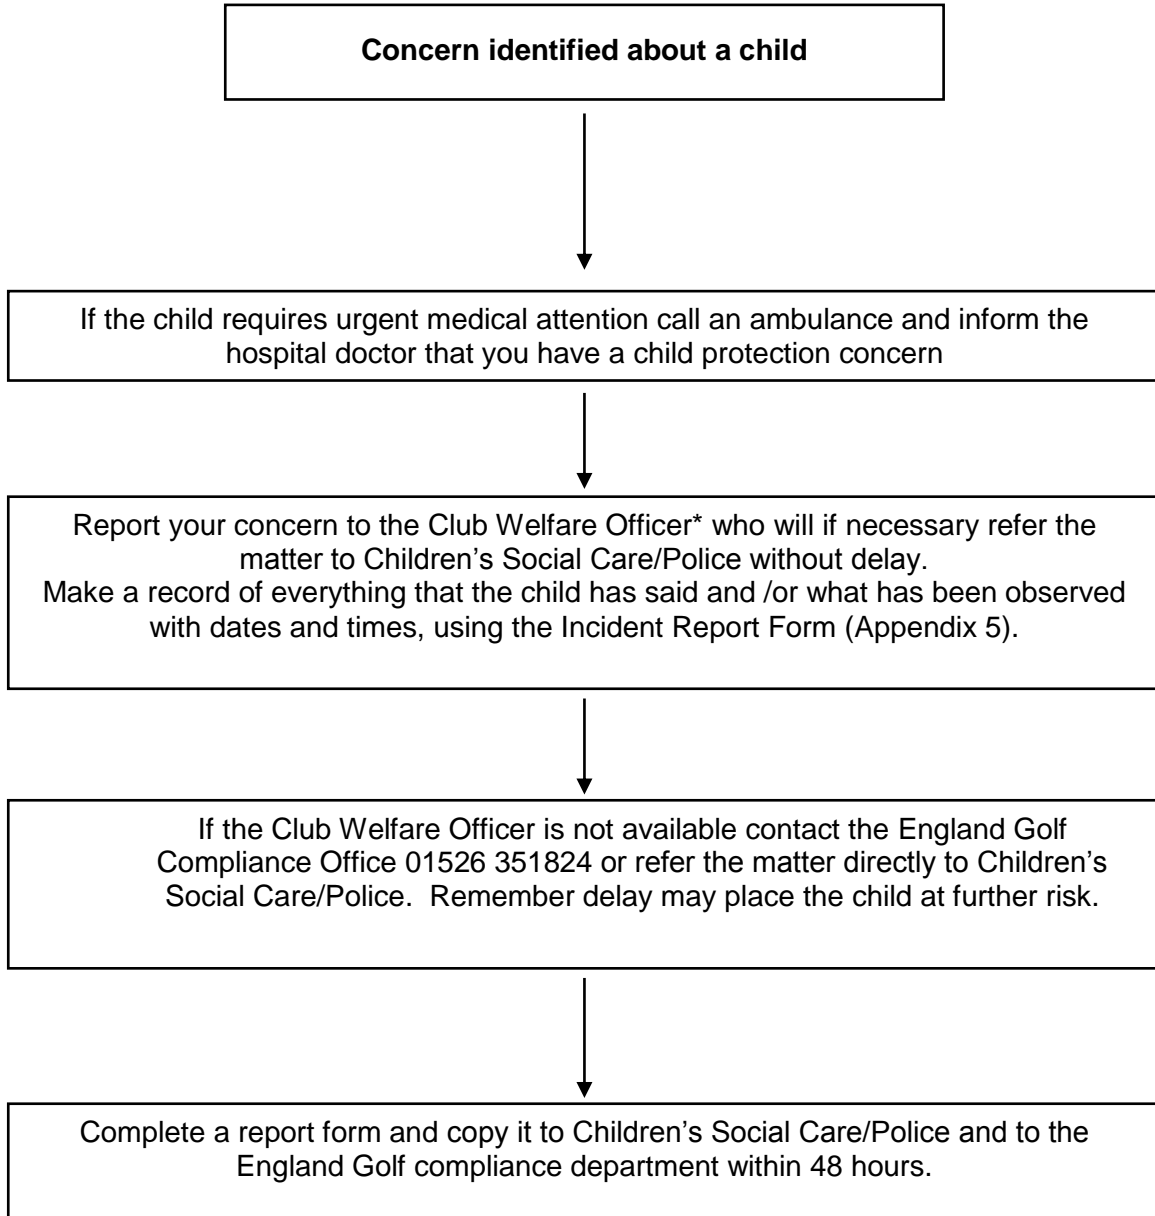 Concern identified about a child
If the child requires urgent medical attention call an ambulance and inform the
hospital doctor that you have a child protection concern
Report your concern to the Club Welfare Officer* who will if necessary refer the
matter to Children’s Social Care/Police without delay.
Make a record of everything that the child has said and /or what has been observed
with dates and times, using the Incident Report Form (Appendix 5).
If the Club Welfare Officer is not available contact the England Golf
Compliance Office 01526 351824 or refer the matter directly to Children’s
Social Care/Police.  Remember delay may place the child at further risk.
Complete a report form and copy it to Children’s Social Care/Police and to the
England Golf compliance department within 48 hours.